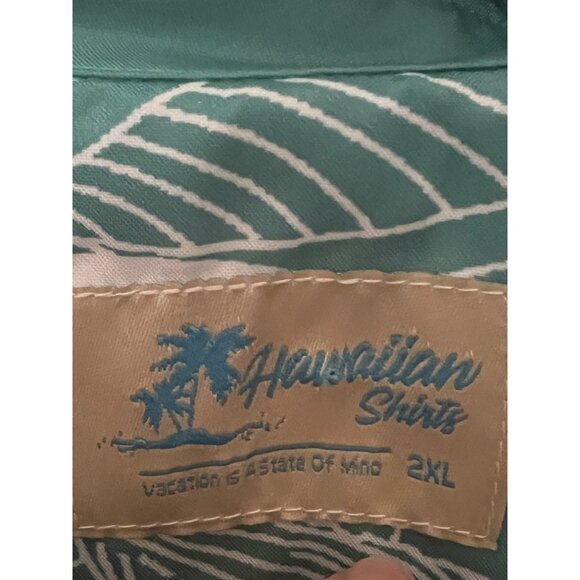 Hawaiian
Shirts
Vacation is A State Of Mind 2XL